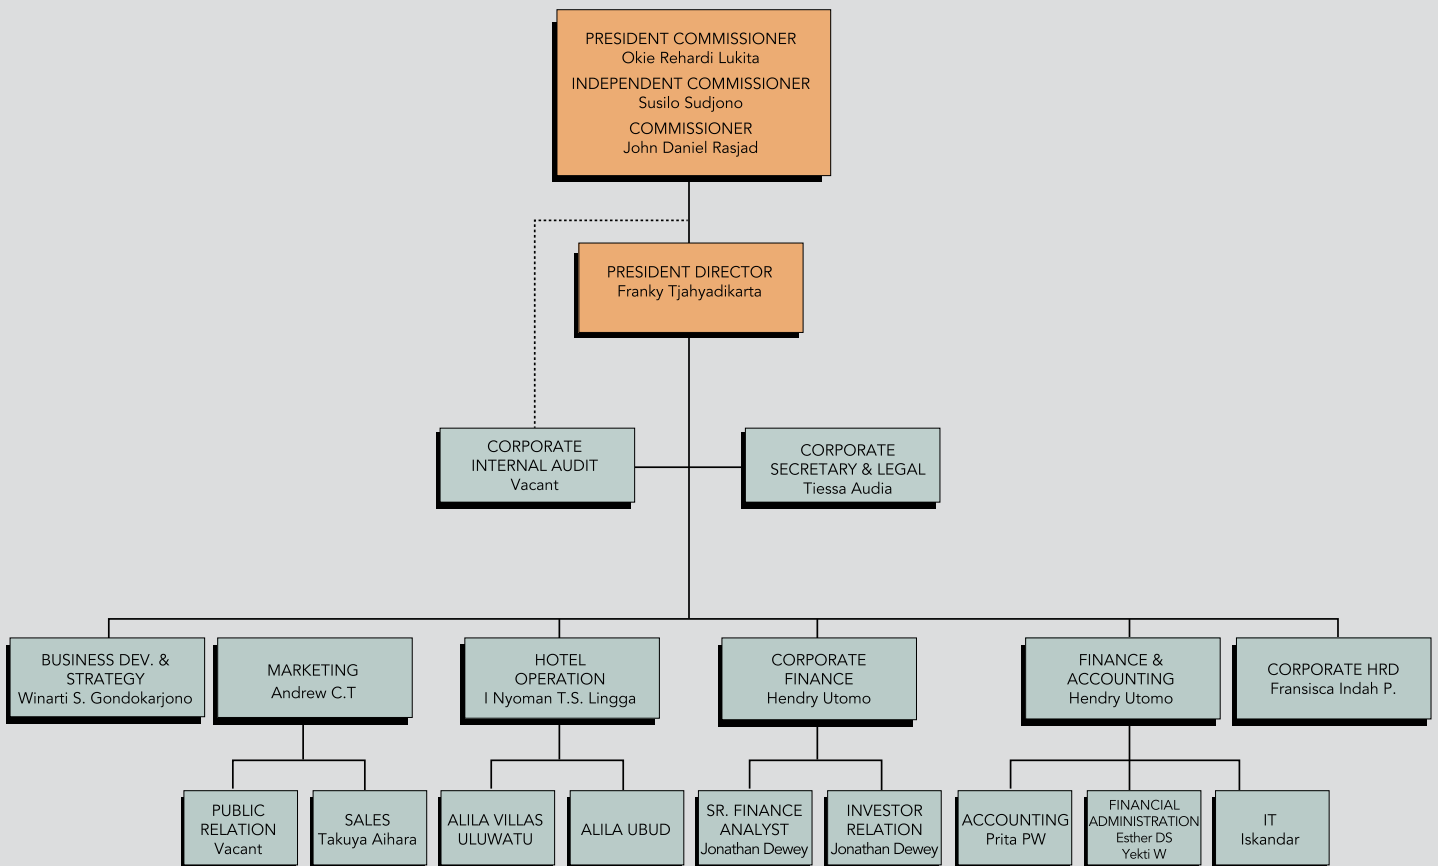 PRESIDENT COMMISSIONER
Okie Rehardi Lukita
INDEPENDENT COMMISSIONER
Susilo Sudjono
COMMISSIONER
John Daniel Rasjad
PRESIDENT DIRECTOR
Franky Tjahyadikarta
CORPORATE
INTERNAL AUDIT
Vacant
CORPORATE
SECRETARY & LEGAL
Tiessa Audia
BUSINESS DEV. &
STRATEGY
Winarti S. Gondokarjono
MARKETING
Andrew C.T
HOTEL
OPERATION
I Nyoman T.S. Lingga
CORPORATE
FINANCE
Hendry Utomo
FINANCE &
ACCOUNTING
Hendry Utomo
CORPORATE HRD
Fransisca Indah P.
PUBLIC
RELATION
Vacant
SALES
Takuya Aihara
ALILA VILLAS
ULUWATU
ALILA UBUD
SR. FINANCE
ANALYST
Jonathan Dewey
INVESTOR
RELATION
Jonathan Dewey
ACCOUNTING
Prita PW
FINANCIAL
ADMINISTRATION
Esther DS
Yekti W
IT
Iskandar